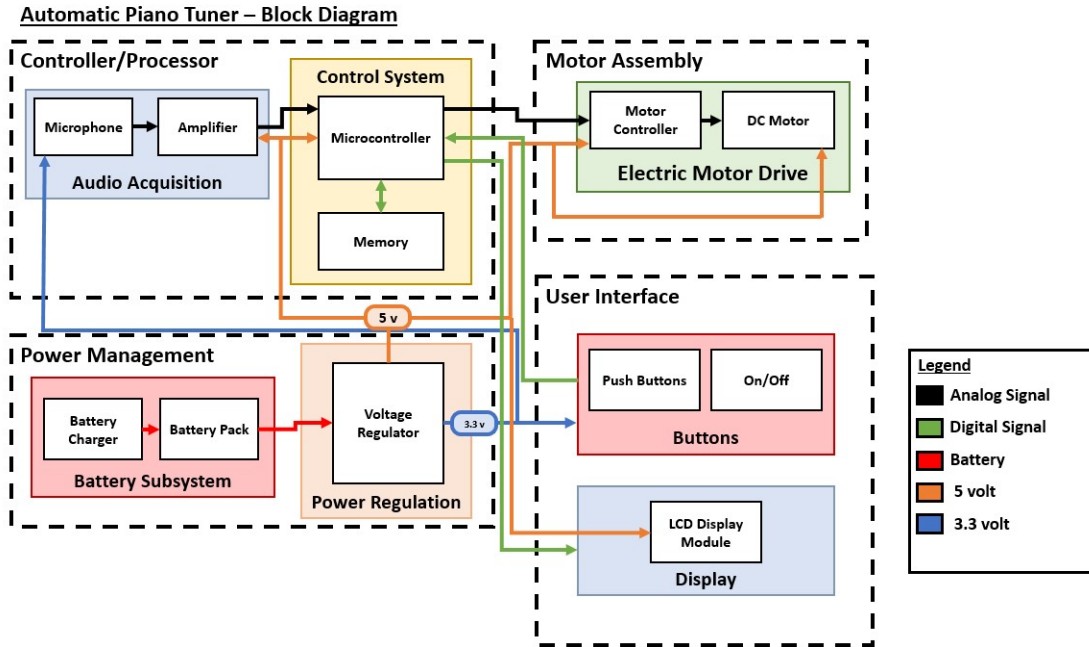 Automatic Piano Tuner – Block Diagram
Controller/Processor
Control System
Microphone
Amplifier
Microcontroller
Audio Acquisition
Memory
Motor Assembly
Motor
Controller
DC Motor
Electric Motor Drive
5 v
Power Management
Battery
Charger
Battery Pack
Battery Subsystem
Voltage
Regulator
Power Regulation
3.3 v
User Interface
Push Buttons
On/Off
Buttons
LCD Display
Module
Display
Legend
Analog Signal
Digital Signal
Battery
5 volt
3.3 volt